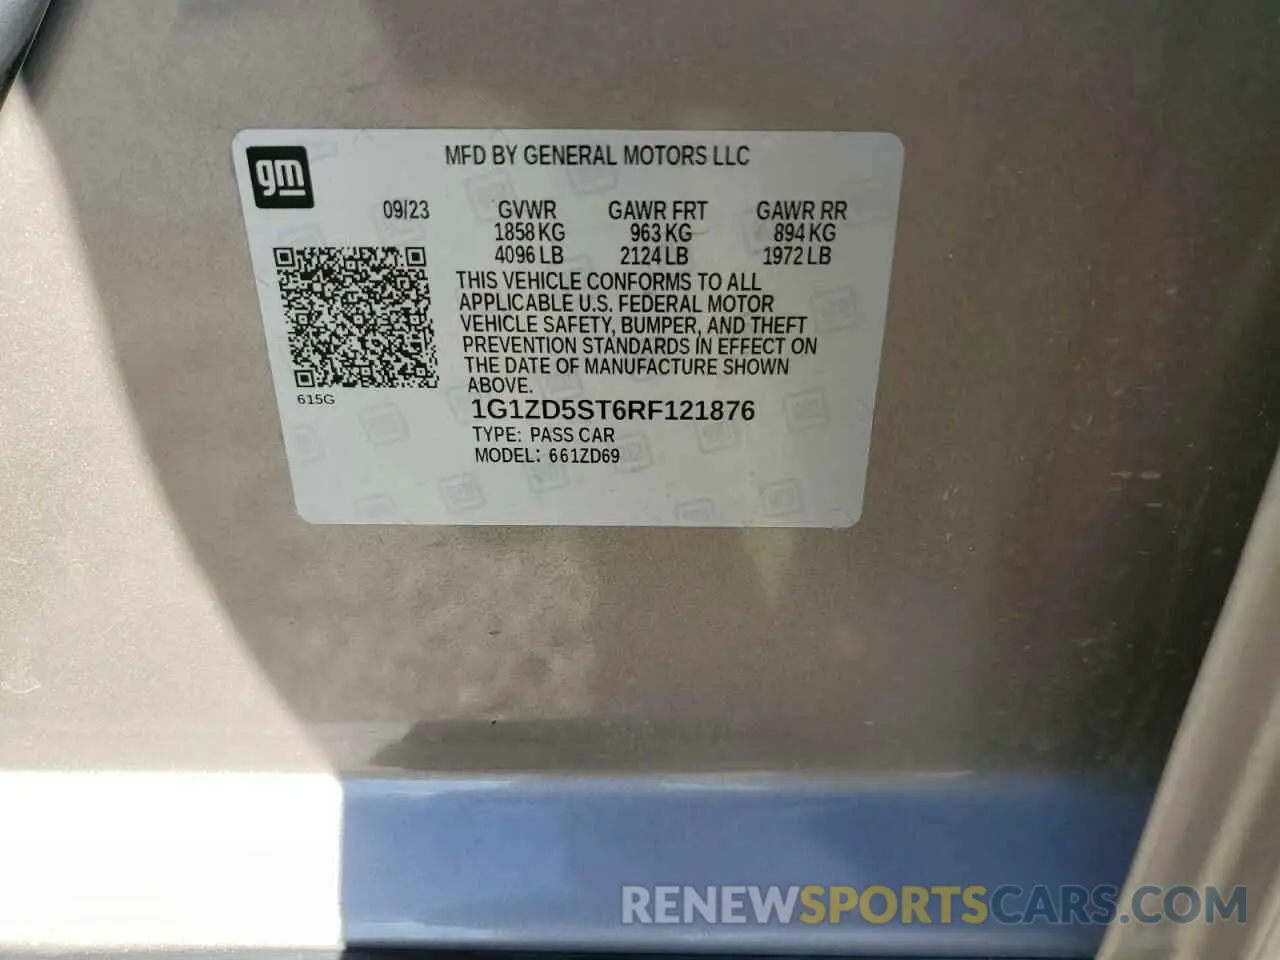 gm
MFD BY GENERAL MOTORS LLC
09/23 GVWR GAWR FRT GAWR RR
1858 KG 963 KG 894 KG
4096 LB 2124 LB 1972 LB
THIS VEHICLE CONFORMS TO ALL
APPLICABLE U.S. FEDERAL MOTOR
VEHICLE SAFETY, BUMPER, AND THEFT
PREVENTION STANDARDS IN EFFECT ON
THE DATE OF MANUFACTURE SHOWN
ABOVE.
615G
1G1ZD5ST6RF121876
TYPE: PASS CAR
MODEL: 661ZD69
RENEWSPORTSCARS.COM